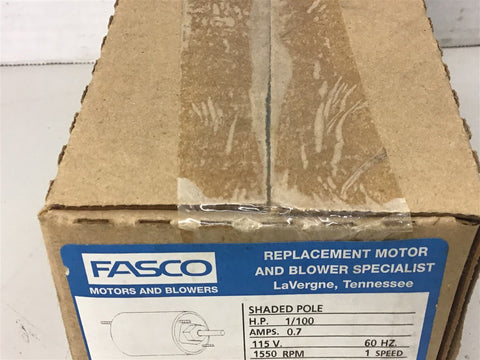 FASCO
MOTORS AND BLOWERS
REPLACEMENT MOTOR
AND BLOWER SPECIALIST
LaVergne, Tennessee
SHADED POLE
H.P. 1/100
AMPS. 0.7
115 V. 60 HZ.
1550 RPM 1 SPEED